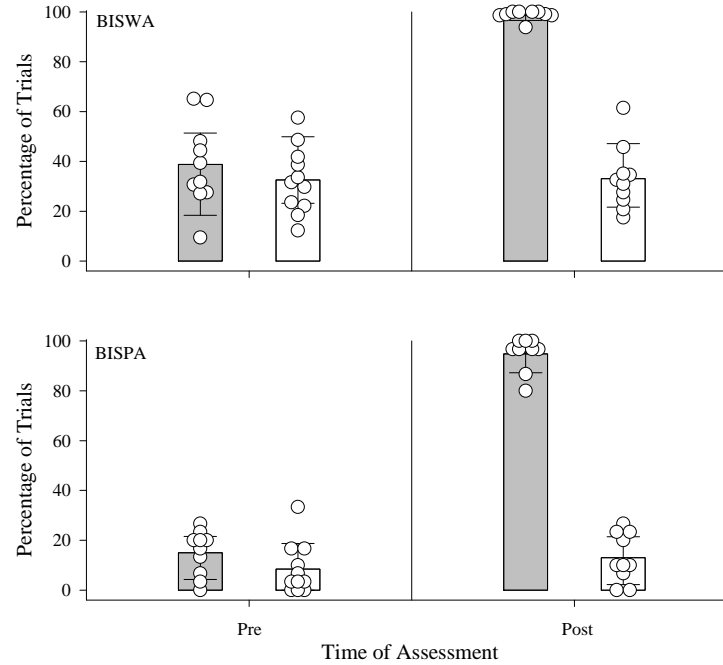 BISWA
100
80
60
40
20
0
Percentage of Trials
BISPA
100
80
60
40
20
0
Percentage of Trials
Pre
Post
Time of Assessment